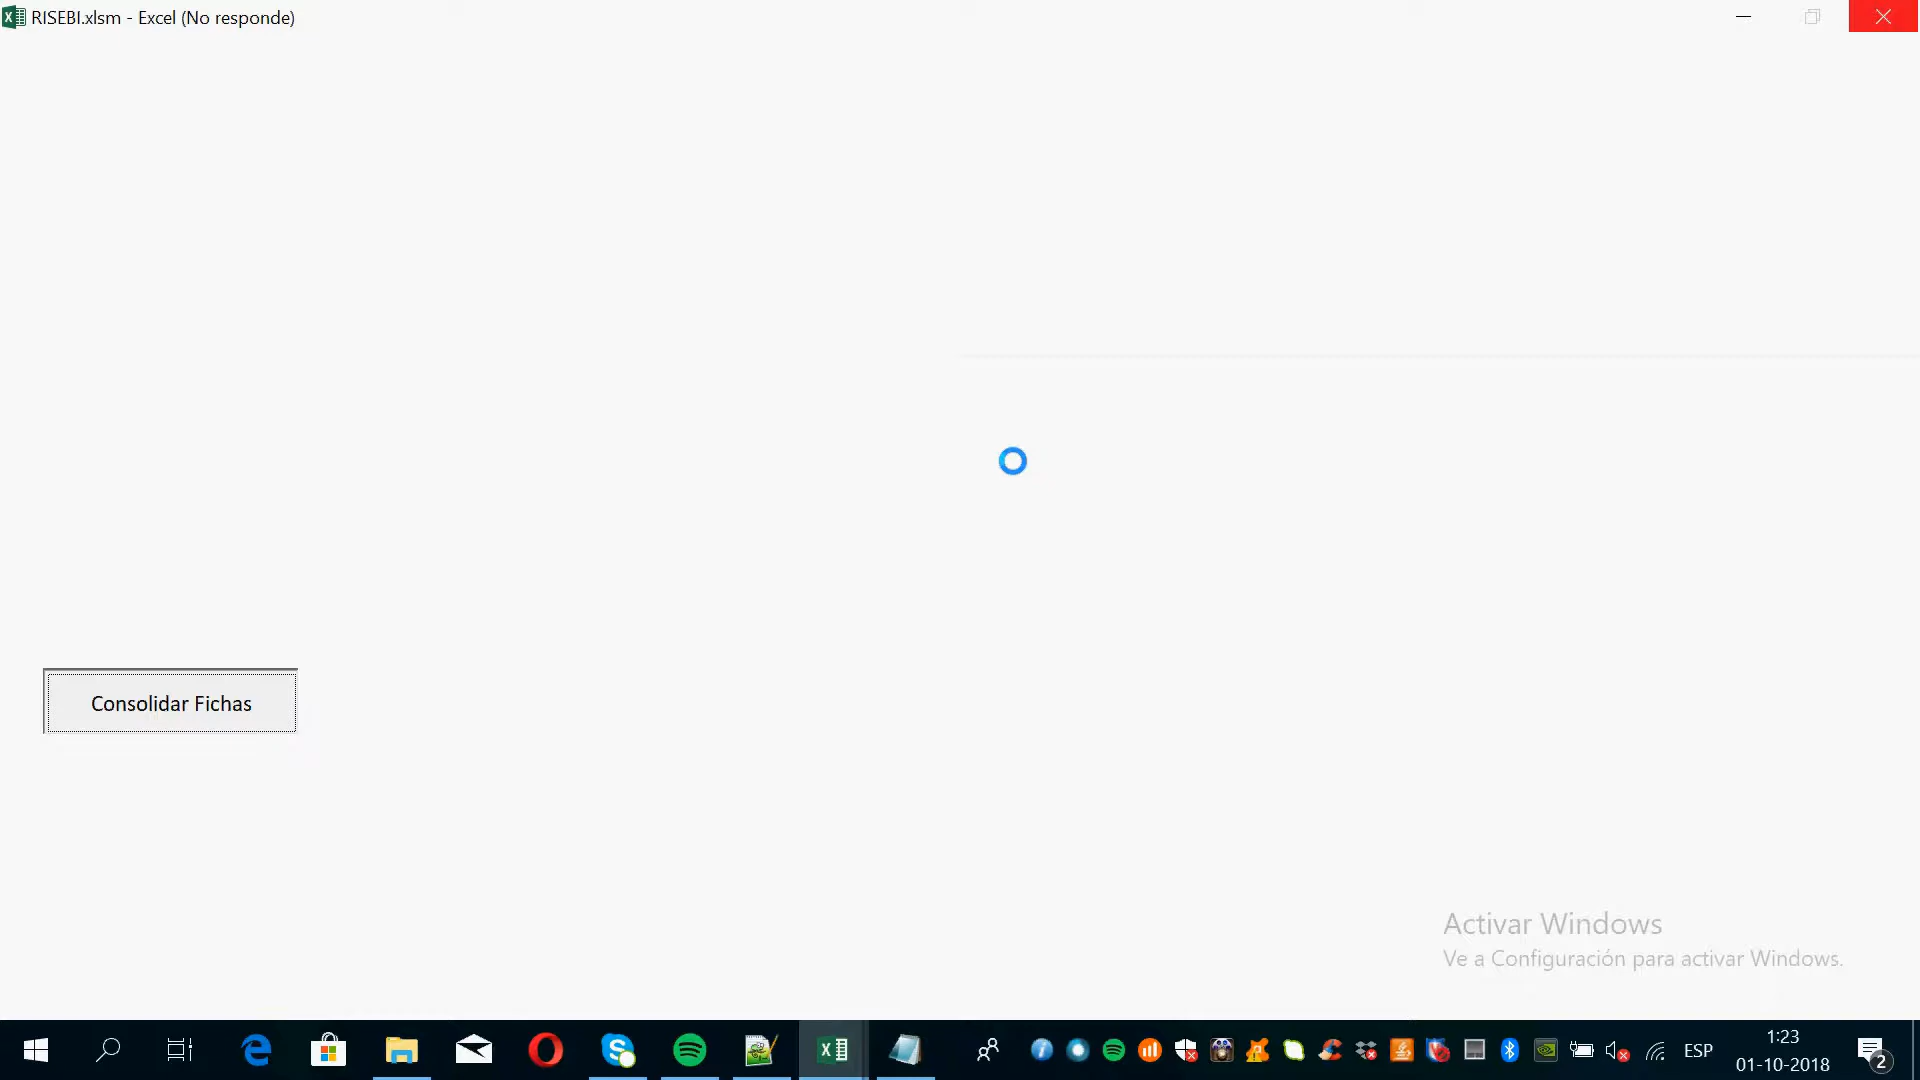 RISEBI.xlsm - Excel (No responde)
Consolidar Fichas
Activar Windows
Ve a Configuración para activar Windows.
ESP
1:23
01-10-2018
2